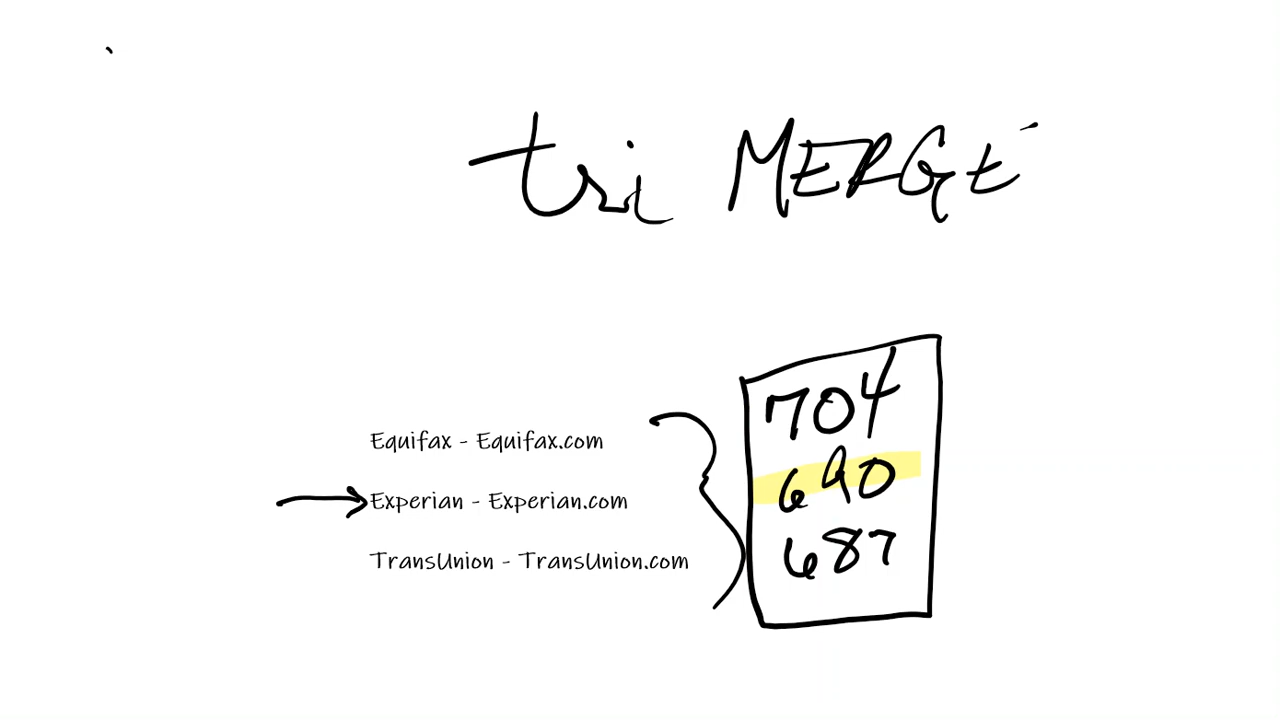 tri MERGE
Equifax - Equifax.com
Experian - Experian.com
TransUnion - TransUnion.com
704
690
687